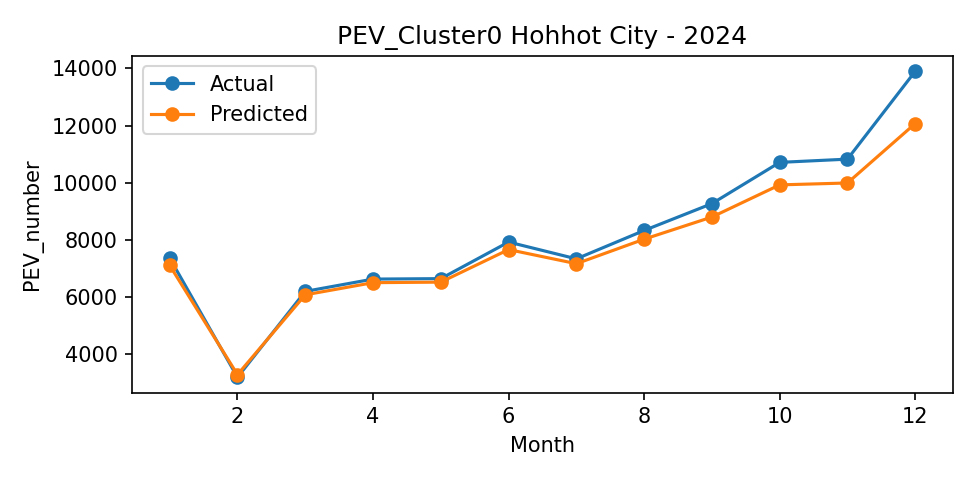 PEV_Cluster0 Hohhot City - 2024
Actual
Predicted
PEV_number
14000
12000
10000
8000
6000
4000
2 4 6 8 10 12
Month